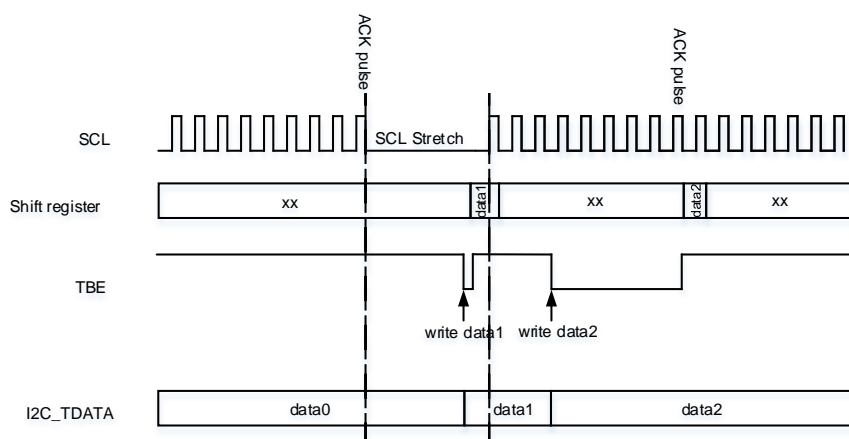 ACK pulse
ACK pulse
SCL
SCL Stretch
Shift register
xx
data1
xx
data2
xx
TBE
write data1
write data2
I2C_TDATA
data0
data1
data2